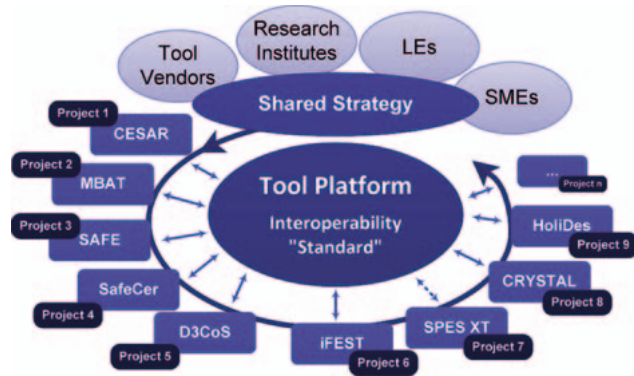 Research
Institutes
LEs
Tool
Vendors
SMEs
Shared Strategy
Project 1
CESAR
Project 2
MBAT
Project 3
SAFE
SafeCer
Project 4
D3CoS
Project 5
iFEST
Project 6
SPES XT
Project 7
CRYSTAL
Project 8
HoliDes
Project 9
...
Project n
Tool Platform
Interoperability
"Standard"